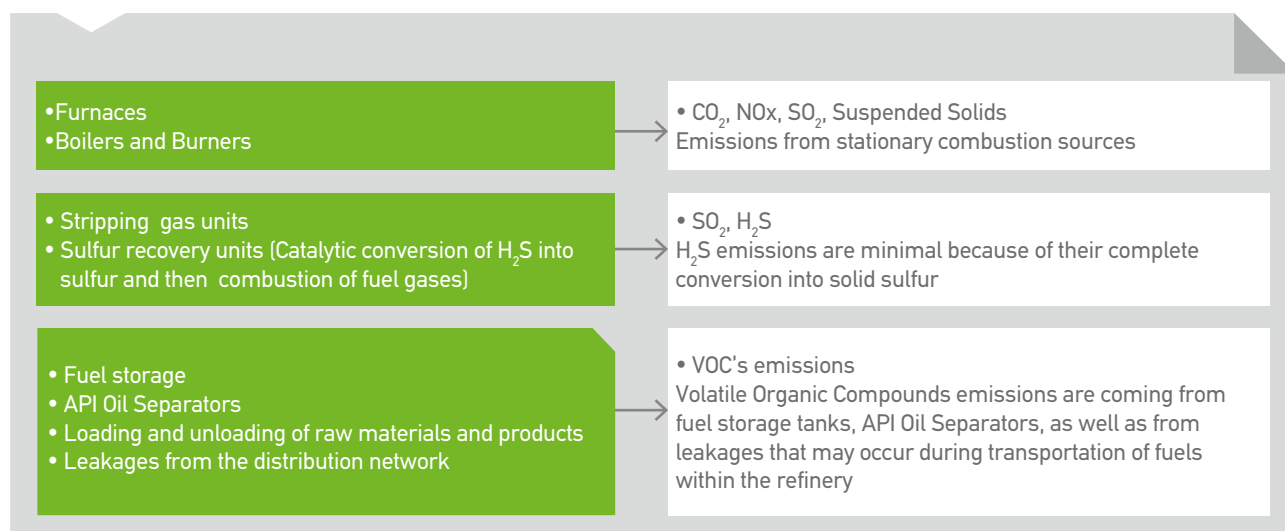 •Furnaces
•Boilers and Burners
• CO₂, NOx, SO₂, Suspended Solids
Emissions from stationary combustion sources
• Stripping gas units
• Sulfur recovery units (Catalytic conversion of H₂S into
sulfur and then combustion of fuel gases)
• SO₂, H₂S
H₂S emissions are minimal because of their complete
conversion into solid sulfur
• Fuel storage
• API Oil Separators
• Loading and unloading of raw materials and products
• Leakages from the distribution network
• VOC's emissions
Volatile Organic Compounds emissions are coming from
fuel storage tanks, API Oil Separators, as well as from
leakages that may occur during transportation of fuels
within the refinery